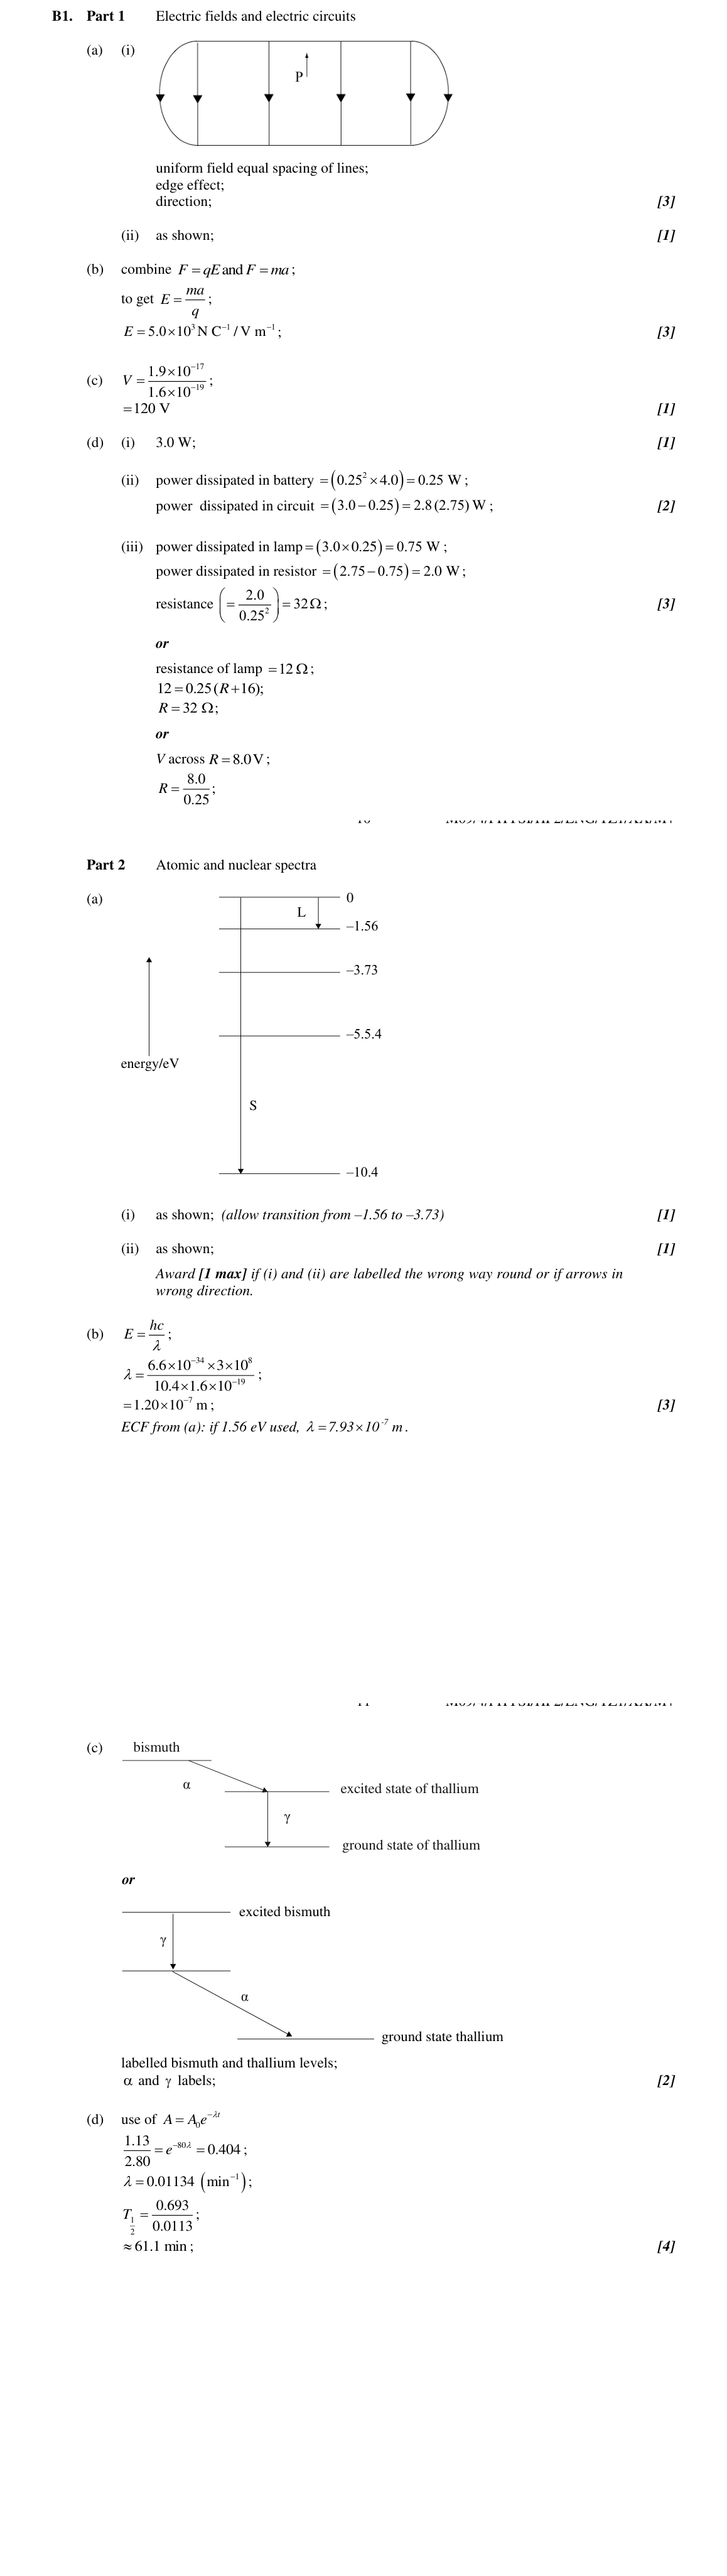 B1. Part 1 Electric fields and electric circuits
(a) (i)
P
uniform field equal spacing of lines;
edge effect;
direction; [3]
(ii) as shown; [1]
(b) combine F = qE and F = ma ;
to get E = ma/q ;
E = 5.0×10³ N C⁻¹ / V m⁻¹ ; [3]
(c) V = 1.9×10⁻¹⁷/1.6×10⁻¹⁹ ;
=120 V [1]
(d) (i) 3.0 W; [1]
(ii) power dissipated in battery = (0.25² × 4.0) = 0.25 W ;
power dissipated in circuit = (3.0 − 0.25) = 2.8 (2.75) W ; [2]
(iii) power dissipated in lamp = (3.0×0.25) = 0.75 W ;
power dissipated in resistor = (2.75 − 0.75) = 2.0 W ;
resistance (= 2.0/0.25²) = 32Ω ; [3]
or
resistance of lamp = 12 Ω ;
12 = 0.25 (R+16);
R = 32 Ω;
or
V across R = 8.0 V ;
R = 8.0/0.25 ;
Part 2 Atomic and nuclear spectra
(a)
0
L
–1.56
–3.73
–5.5.4
energy/eV
S
–10.4
(i) as shown; (allow transition from –1.56 to –3.73) [1]
(ii) as shown; [1]
Award [1 max] if (i) and (ii) are labelled the wrong way round or if arrows in
wrong direction.
(b) E = hc/λ ;
λ = 6.6×10⁻³⁴ ×3×10⁸/10.4×1.6×10⁻¹⁹ ;
=1.20×10⁻⁷ m ; [3]
ECF from (a): if 1.56 eV used, λ = 7.93×10⁻⁷ m .
(c) bismuth
α
excited state of thallium
γ
ground state of thallium
or
excited bismuth
γ
α
ground state thallium
labelled bismuth and thallium levels;
α and γ labels; [2]
(d) use of A = A₀e^(−λt)
1.13/2.80 = e^(−80λ) = 0.404 ;
λ = 0.01134 (min⁻¹) ;
T½ = 0.693/0.0113 ;
≈ 61.1 min ; [4]